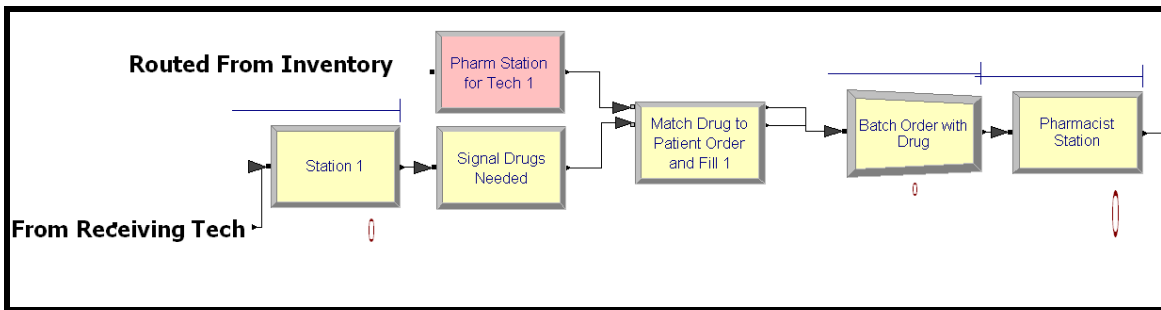 Routed From Inventory
Pharm Station
for Tech 1
Station 1
Signal Drugs
Needed
Match Drug to
Patient Order
and Fill 1
Batch Order with
Drug
Pharmacist
Station
From Receiving Tech
0
0
0